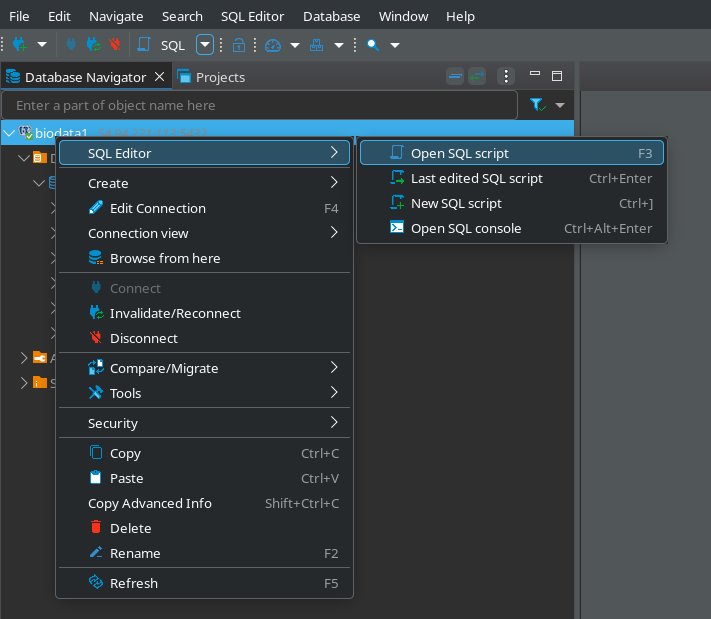 File Edit Navigate Search SQL Editor Database Window Help
SQL
Database Navigator Projects
Enter a part of object name here
biodata1
SQL Editor
Open SQL script F3
Last edited SQL script Ctrl+Enter
New SQL script Ctrl+]
Open SQL console Ctrl+Alt+Enter
Create
Edit Connection F4
Connection view
Browse from here
Connect
Invalidate/Reconnect
Disconnect
Compare/Migrate
Tools
Security
Copy Ctrl+C
Paste Ctrl+V
Copy Advanced Info Shift+Ctrl+C
Delete
Rename F2
Refresh F5